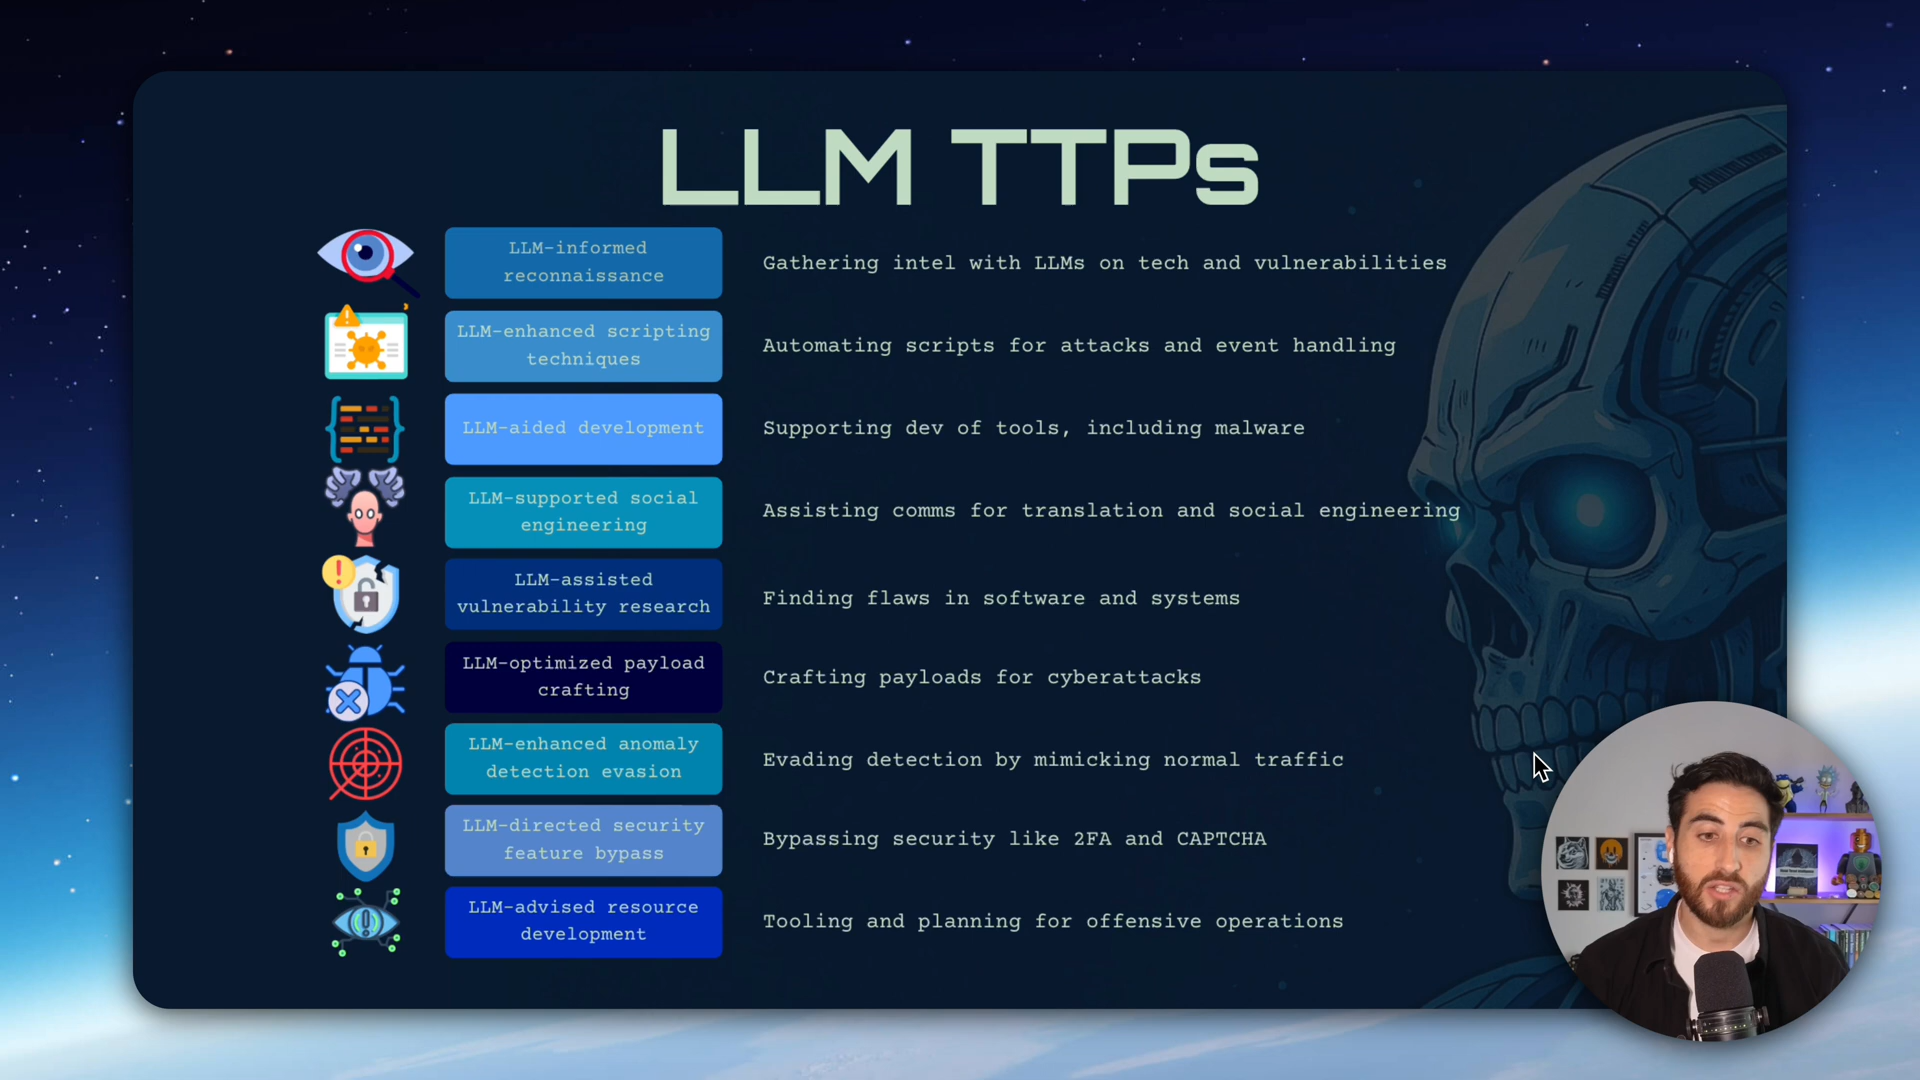 LLM TTPs
LLM-informed
reconnaissance
Gathering intel with LLMs on tech and vulnerabilities
LLM-enhanced scripting
techniques
Automating scripts for attacks and event handling
LLM-aided development
Supporting dev of tools, including malware
LLM-supported social
engineering
Assisting comms for translation and social engineering
LLM-assisted
vulnerability research
Finding flaws in software and systems
LLM-optimized payload
crafting
Crafting payloads for cyberattacks
LLM-enhanced anomaly
detection evasion
Evading detection by mimicking normal traffic
LLM-directed security
feature bypass
Bypassing security like 2FA and CAPTCHA
LLM-advised resource
development
Tooling and planning for offensive operations